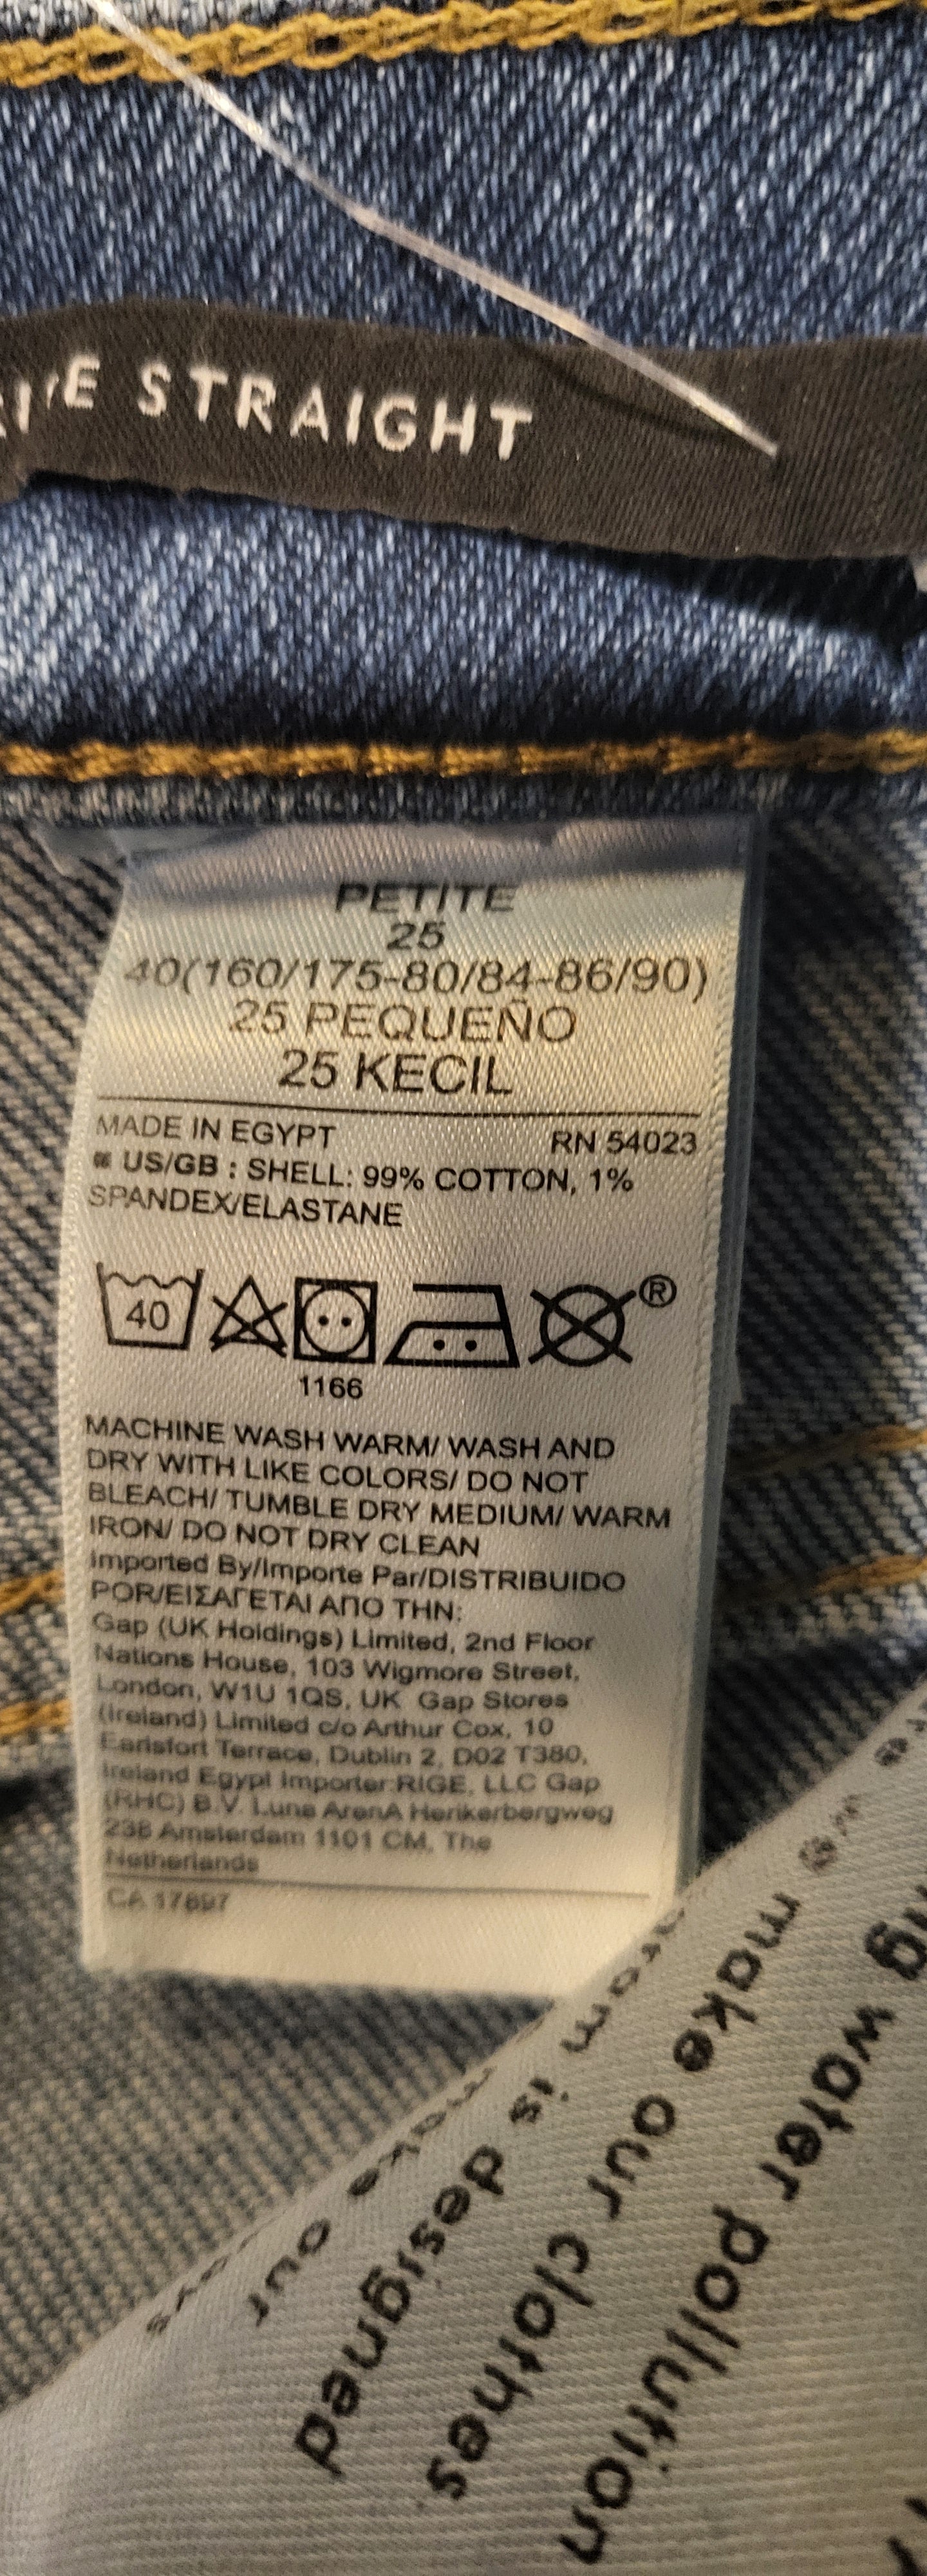 STRAIGHT
PETITE
25
40(160/175-80/84-86/90)
25 PEQUEÑO
25 KECIL
MADE IN EGYPT RN 54023
US/GB : SHELL: 99% COTTON, 1%
SPANDEX/ELASTANE
40
®
1166
MACHINE WASH WARM/ WASH AND
DRY WITH LIKE COLORS/ DO NOT
BLEACH/ TUMBLE DRY MEDIUM/ WARM
IRON/ DO NOT DRY CLEAN
Imported By/Importe Par/DISTRIBUIDO
POR/ΕΙΣΑΓΕΤΑΙ ΑΠΟ ΤΗΝ:
Gap (UK Holdings) Limited, 2nd Floor
Nations House, 103 Wigmore Street,
London, W1U 1QS, UK Gap Stores
(Ireland) Limited c/o Arthur Cox, 10
Earlsfort Terrace, Dublin 2, D02 T380,
Ireland Egypt Importer:RIGE, LLC Gap
(RHC) B.V. Luna ArenA Herikerbergweg
238 Amsterdam 1101 CM, The
Netherlands
CA 17897
water pollution
make our clothes
is designed
make our